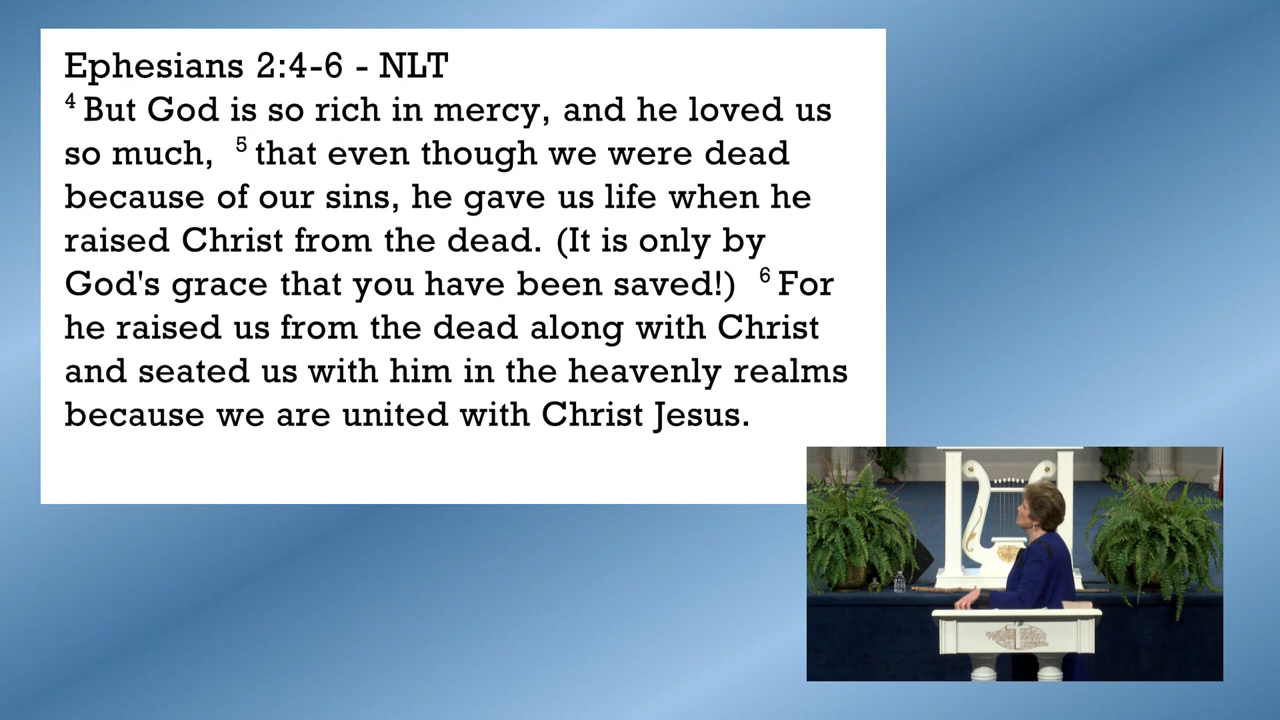 Ephesians 2:4-6 - NLT
4 But God is so rich in mercy, and he loved us
so much, 5 that even though we were dead
because of our sins, he gave us life when he
raised Christ from the dead. (It is only by
God's grace that you have been saved!) 6 For
he raised us from the dead along with Christ
and seated us with him in the heavenly realms
because we are united with Christ Jesus.